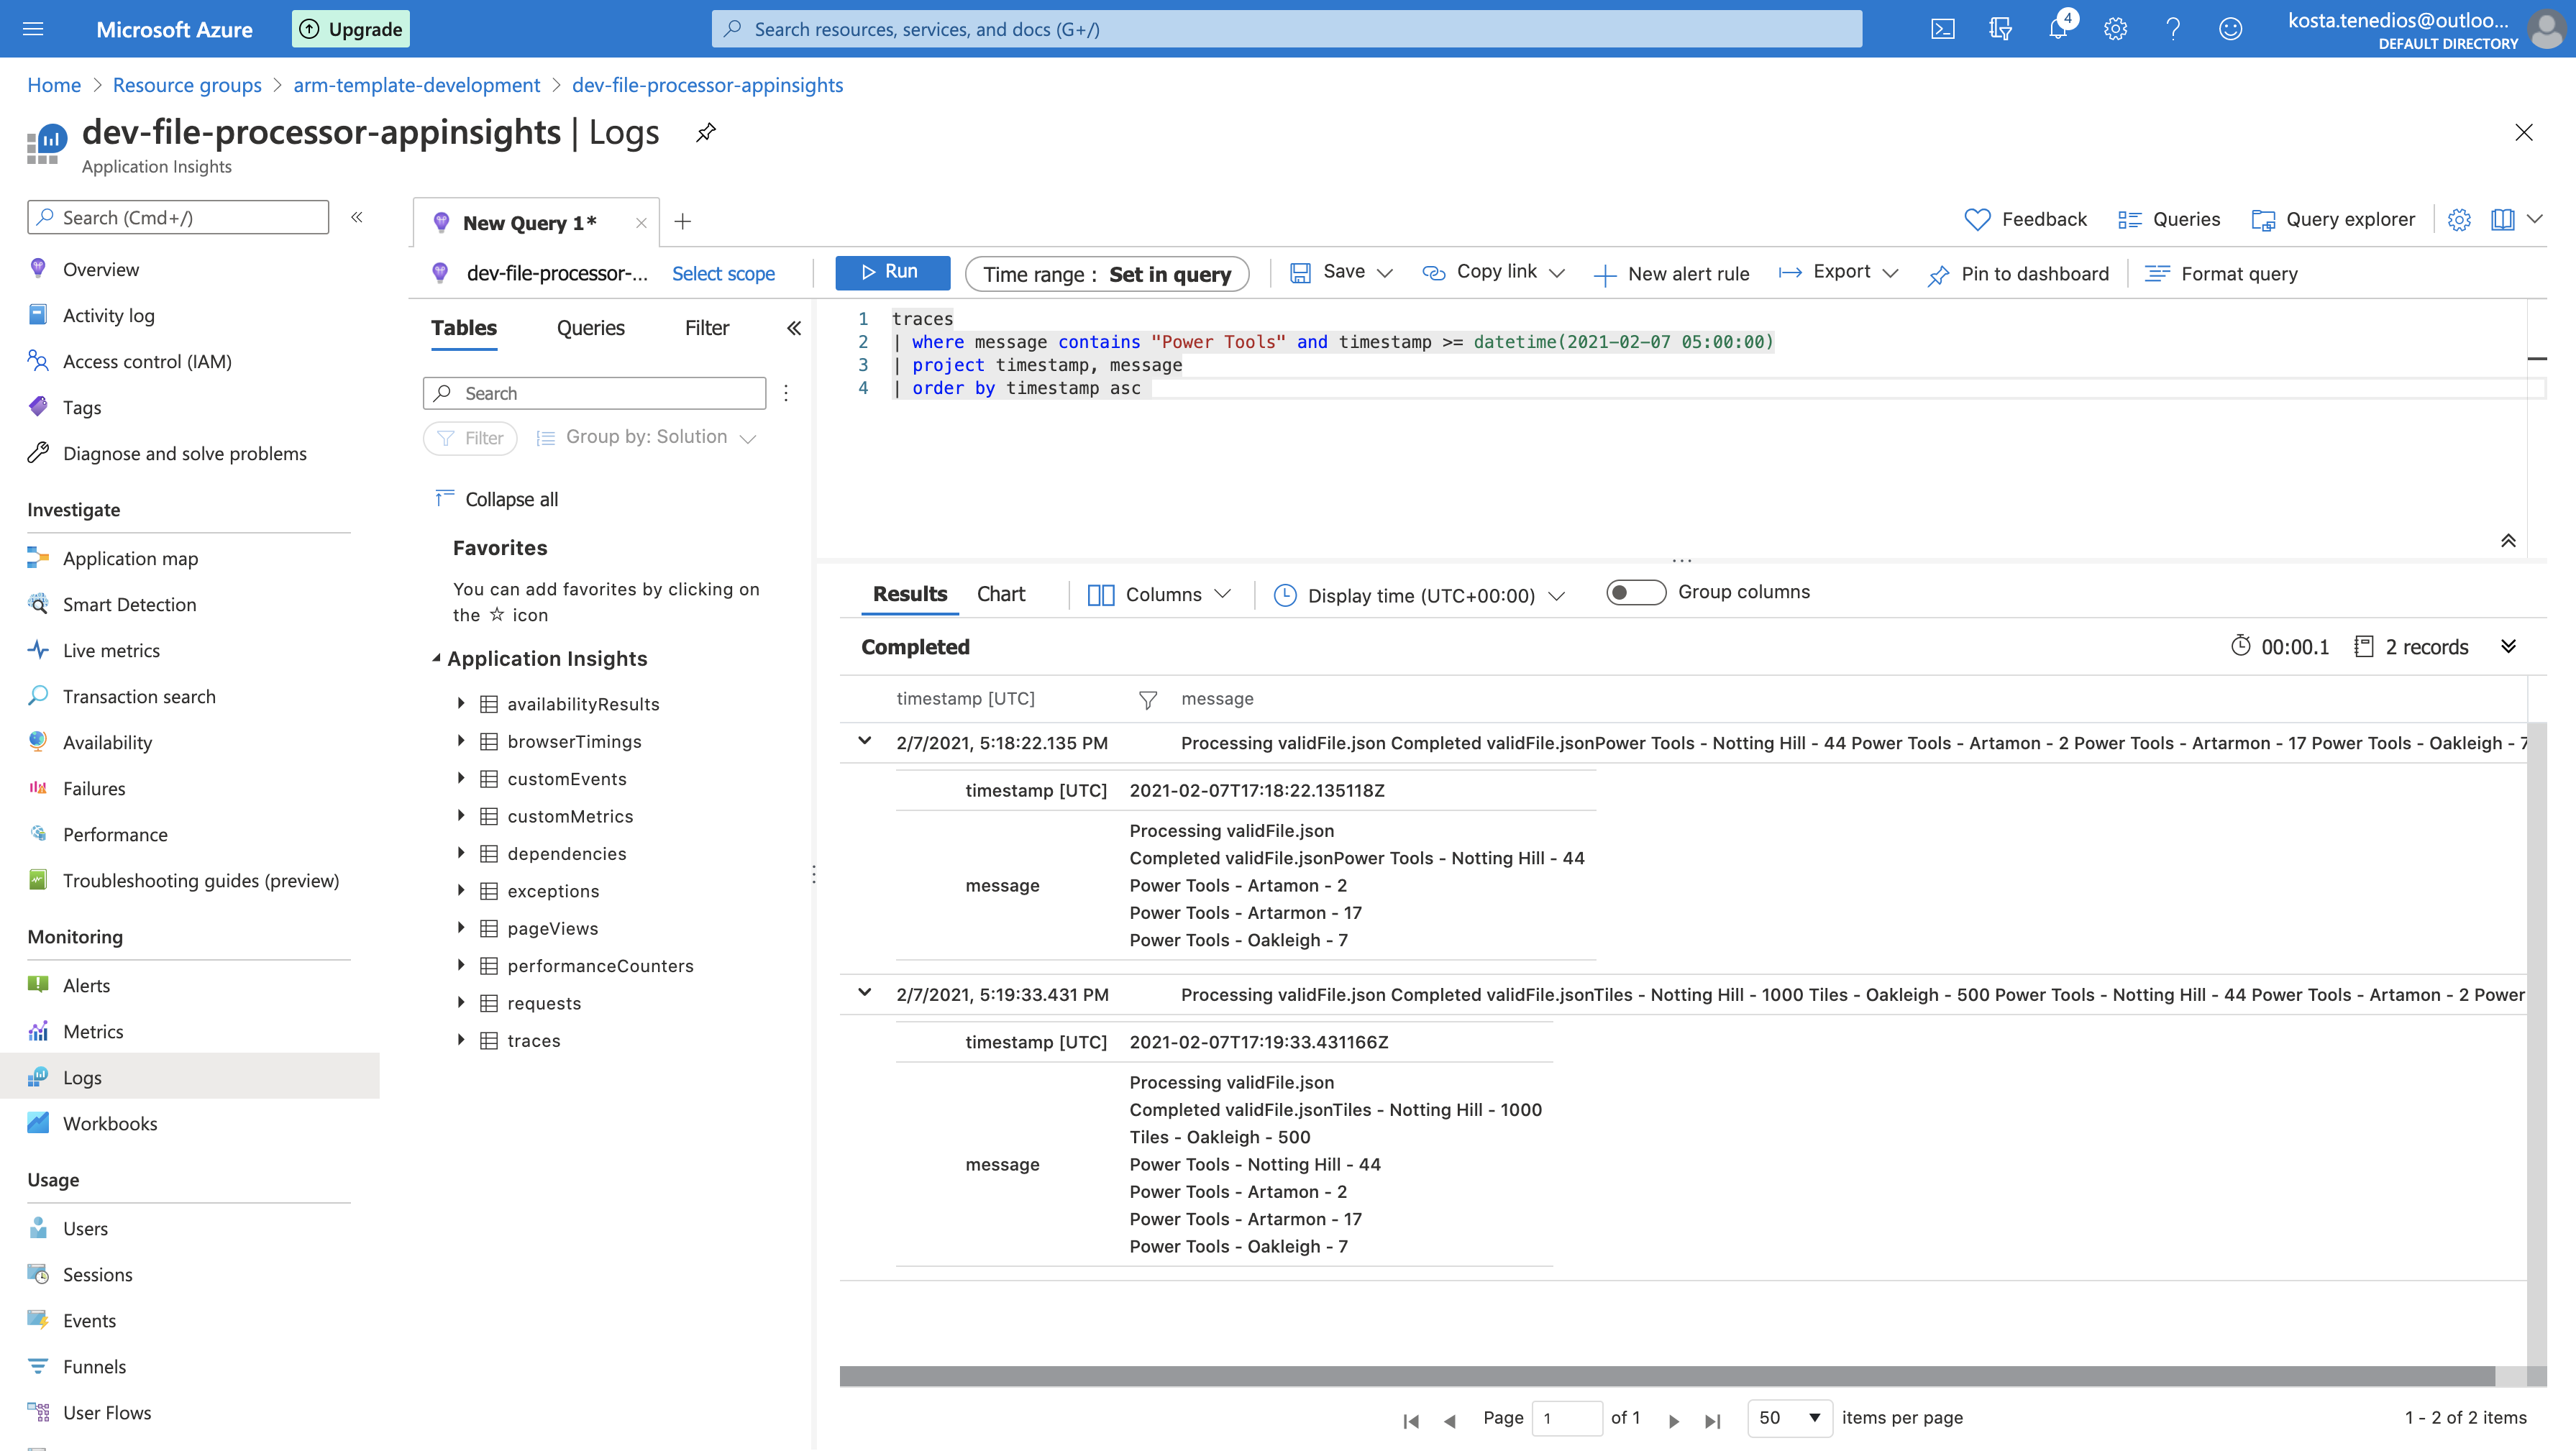 Microsoft Azure
Upgrade
Search resources, services, and docs (G+/)
4
kosta.tenedios@outloo...
DEFAULT DIRECTORY
Home > Resource groups > arm-template-development > dev-file-processor-appinsights
dev-file-processor-appinsights | Logs
Application Insights
Search (Cmd+/)
Overview
Activity log
Access control (IAM)
Tags
Diagnose and solve problems
Investigate
Application map
Smart Detection
Live metrics
Transaction search
Availability
Failures
Performance
Troubleshooting guides (preview)
Monitoring
Alerts
Metrics
Logs
Workbooks
Usage
Users
Sessions
Events
Funnels
User Flows
New Query 1*
Feedback
Queries
Query explorer
dev-file-processor-...
Select scope
Run
Time range : Set in query
Save
Copy link
New alert rule
Export
Pin to dashboard
Format query
Tables
Queries
Filter
Search
Filter
Group by: Solution
Collapse all
Favorites
You can add favorites by clicking on
the ☆ icon
Application Insights
availabilityResults
browserTimings
customEvents
customMetrics
dependencies
exceptions
pageViews
performanceCounters
requests
traces
1 traces
2 | where message contains "Power Tools" and timestamp >= datetime(2021-02-07 05:00:00)
3 | project timestamp, message
4 | order by timestamp asc
Results
Chart
Columns
Display time (UTC+00:00)
Group columns
Completed
00:00.1
2 records
timestamp [UTC]
message
2/7/2021, 5:18:22.135 PM
Processing validFile.json Completed validFile.jsonPower Tools - Notting Hill - 44 Power Tools - Artamon - 2 Power Tools - Artarmon - 17 Power Tools - Oakleigh - 7
timestamp [UTC]
2021-02-07T17:18:22.135118Z
message
Processing validFile.json
Completed validFile.jsonPower Tools - Notting Hill - 44
Power Tools - Artamon - 2
Power Tools - Artarmon - 17
Power Tools - Oakleigh - 7
2/7/2021, 5:19:33.431 PM
Processing validFile.json Completed validFile.jsonTiles - Notting Hill - 1000 Tiles - Oakleigh - 500 Power Tools - Notting Hill - 44 Power Tools - Artamon - 2 Power
timestamp [UTC]
2021-02-07T17:19:33.431166Z
message
Processing validFile.json
Completed validFile.jsonTiles - Notting Hill - 1000
Tiles - Oakleigh - 500
Power Tools - Notting Hill - 44
Power Tools - Artamon - 2
Power Tools - Artarmon - 17
Power Tools - Oakleigh - 7
Page 1 of 1
50 items per page
1 - 2 of 2 items